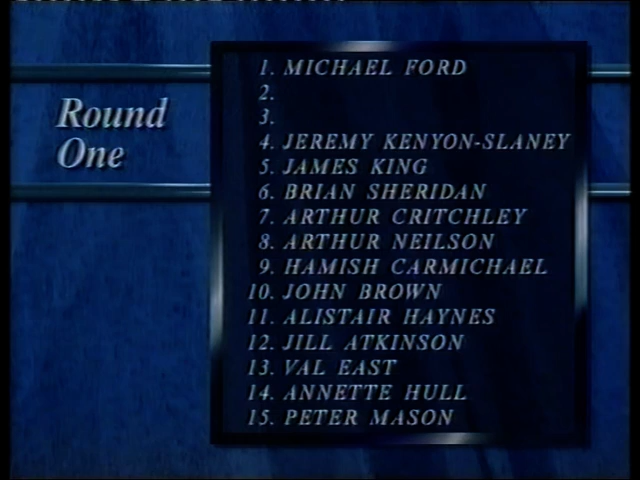 Round
One
1. MICHAEL FORD
2.
3.
4. JEREMY KENYON-SLANEY
5. JAMES KING
6. BRIAN SHERIDAN
7. ARTHUR CRITCHLEY
8. ARTHUR NEILSON
9. HAMISH CARMICHAEL
10. JOHN BROWN
11. ALISTAIR HAYNES
12. JILL ATKINSON
13. VAL EAST
14. ANNETTE HULL
15. PETER MASON